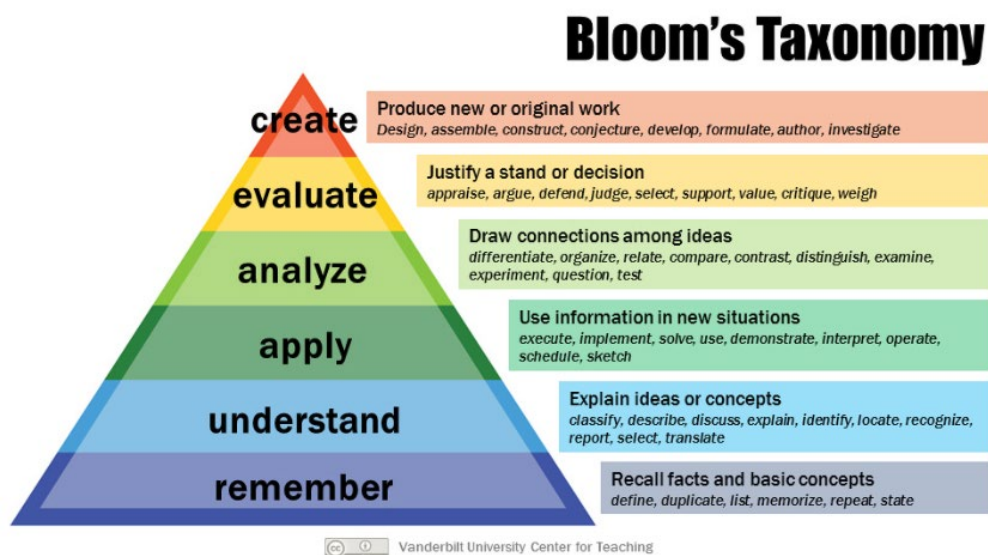 Bloom's Taxonomy
create
Produce new or original work
Design, assemble, construct, conjecture, develop, formulate, author, investigate
evaluate
Justify a stand or decision
appraise, argue, defend, judge, select, support, value, critique, weigh
analyze
Draw connections among ideas
differentiate, organize, relate, compare, contrast, distinguish, examine,
experiment, question, test
apply
Use information in new situations
execute, implement, solve, use, demonstrate, interpret, operate,
schedule, sketch
understand
Explain ideas or concepts
classify, describe, discuss, explain, identify, locate, recognize,
report, select, translate
remember
Recall facts and basic concepts
define, duplicate, list, memorize, repeat, state
cc
Vanderbilt University Center for Teaching